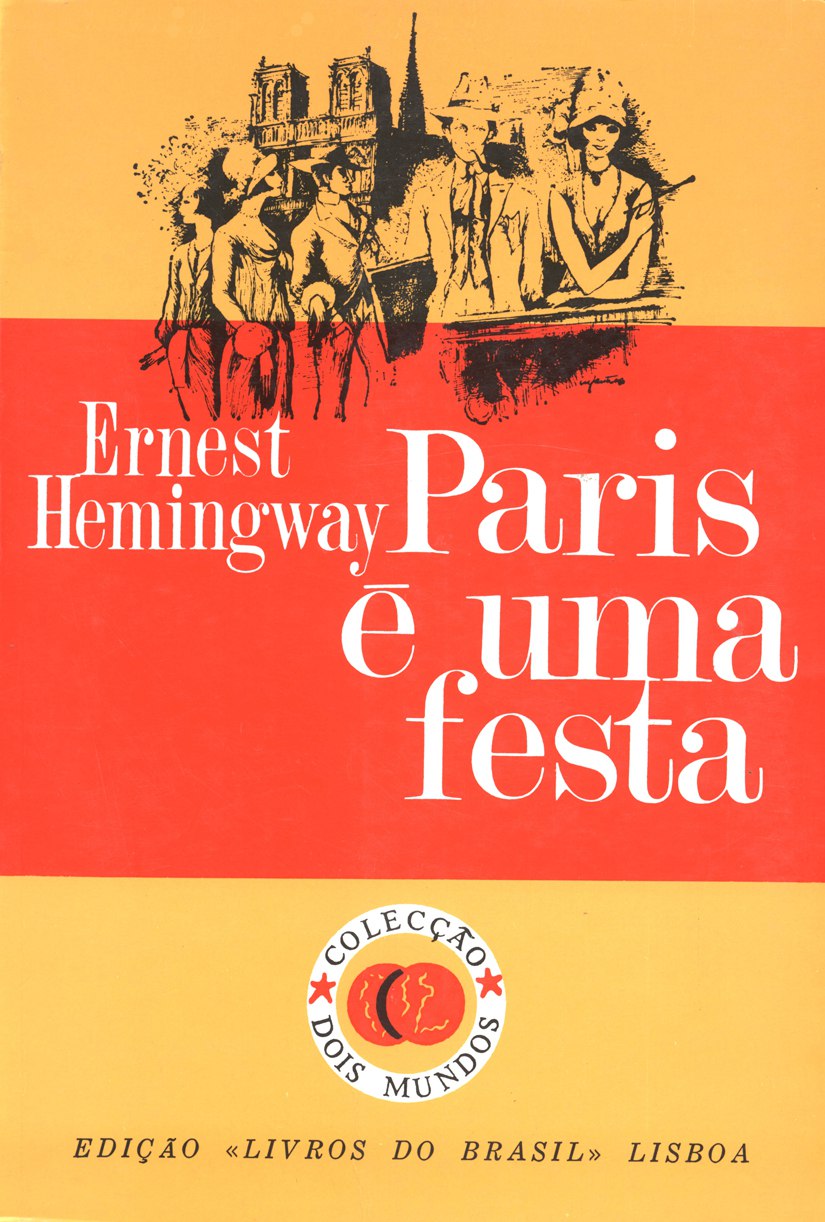 Ernest
Hemingway
Paris
ē uma
festa
COLECÇÃO
DOIS MUNDOS
EDIÇÃO «LIVROS DO BRASIL» LISBOA